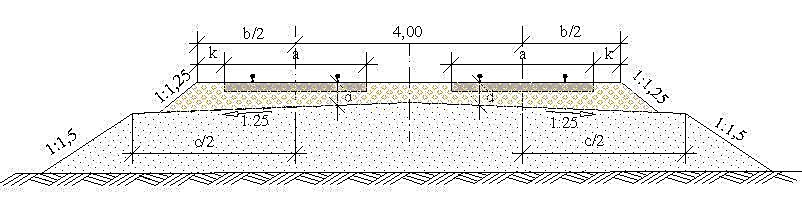 b/2 4,00 b/2
k a a k
1:1,25 1:1,25
d d
1:25 1:25
1:1,5 1:1,5
c/2 c/2